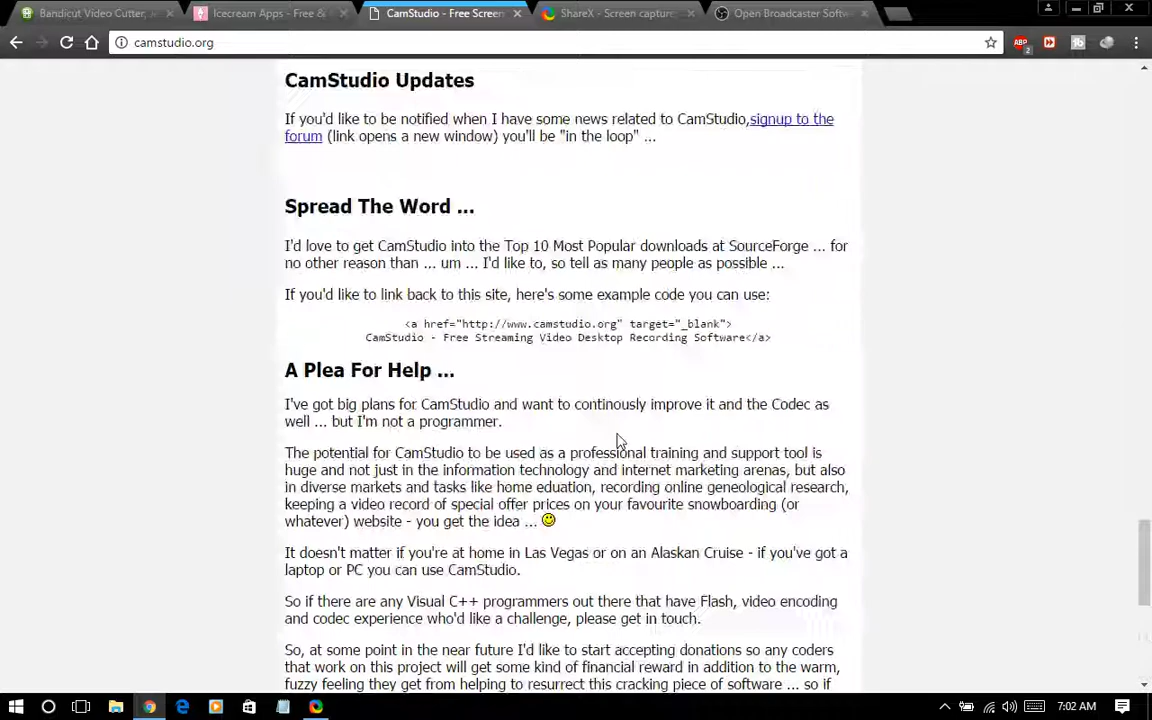 Bandicut Video Cutter,
Icecream Apps - Free &
CamStudio - Free Screen
ShareX - Screen capture
Open Broadcaster Softw
camstudio.org
ABP
2
CamStudio Updates
If you'd like to be notified when I have some news related to CamStudio,signup to the
forum (link opens a new window) you'll be "in the loop" ...
Spread The Word ...
I'd love to get CamStudio into the Top 10 Most Popular downloads at SourceForge ... for
no other reason than ... um ... I'd like to, so tell as many people as possible ...
If you'd like to link back to this site, here's some example code you can use:
<a href="http://www.camstudio.org" target="_blank">
CamStudio - Free Streaming Video Desktop Recording Software</a>
A Plea For Help ...
I've got big plans for CamStudio and want to continously improve it and the Codec as
well ... but I'm not a programmer.
The potential for CamStudio to be used as a professional training and support tool is
huge and not just in the information technology and internet marketing arenas, but also
in diverse markets and tasks like home eduation, recording online geneological research,
keeping a video record of special offer prices on your favourite snowboarding (or
whatever) website - you get the idea ...
It doesn't matter if you're at home in Las Vegas or on an Alaskan Cruise - if you've got a
laptop or PC you can use CamStudio.
So if there are any Visual C++ programmers out there that have Flash, video encoding
and codec experience who'd like a challenge, please get in touch.
So, at some point in the near future I'd like to start accepting donations so any coders
that work on this project will get some kind of financial reward in addition to the warm,
fuzzy feeling they get from helping to resurrect this cracking piece of software ... so if
7:02 AM